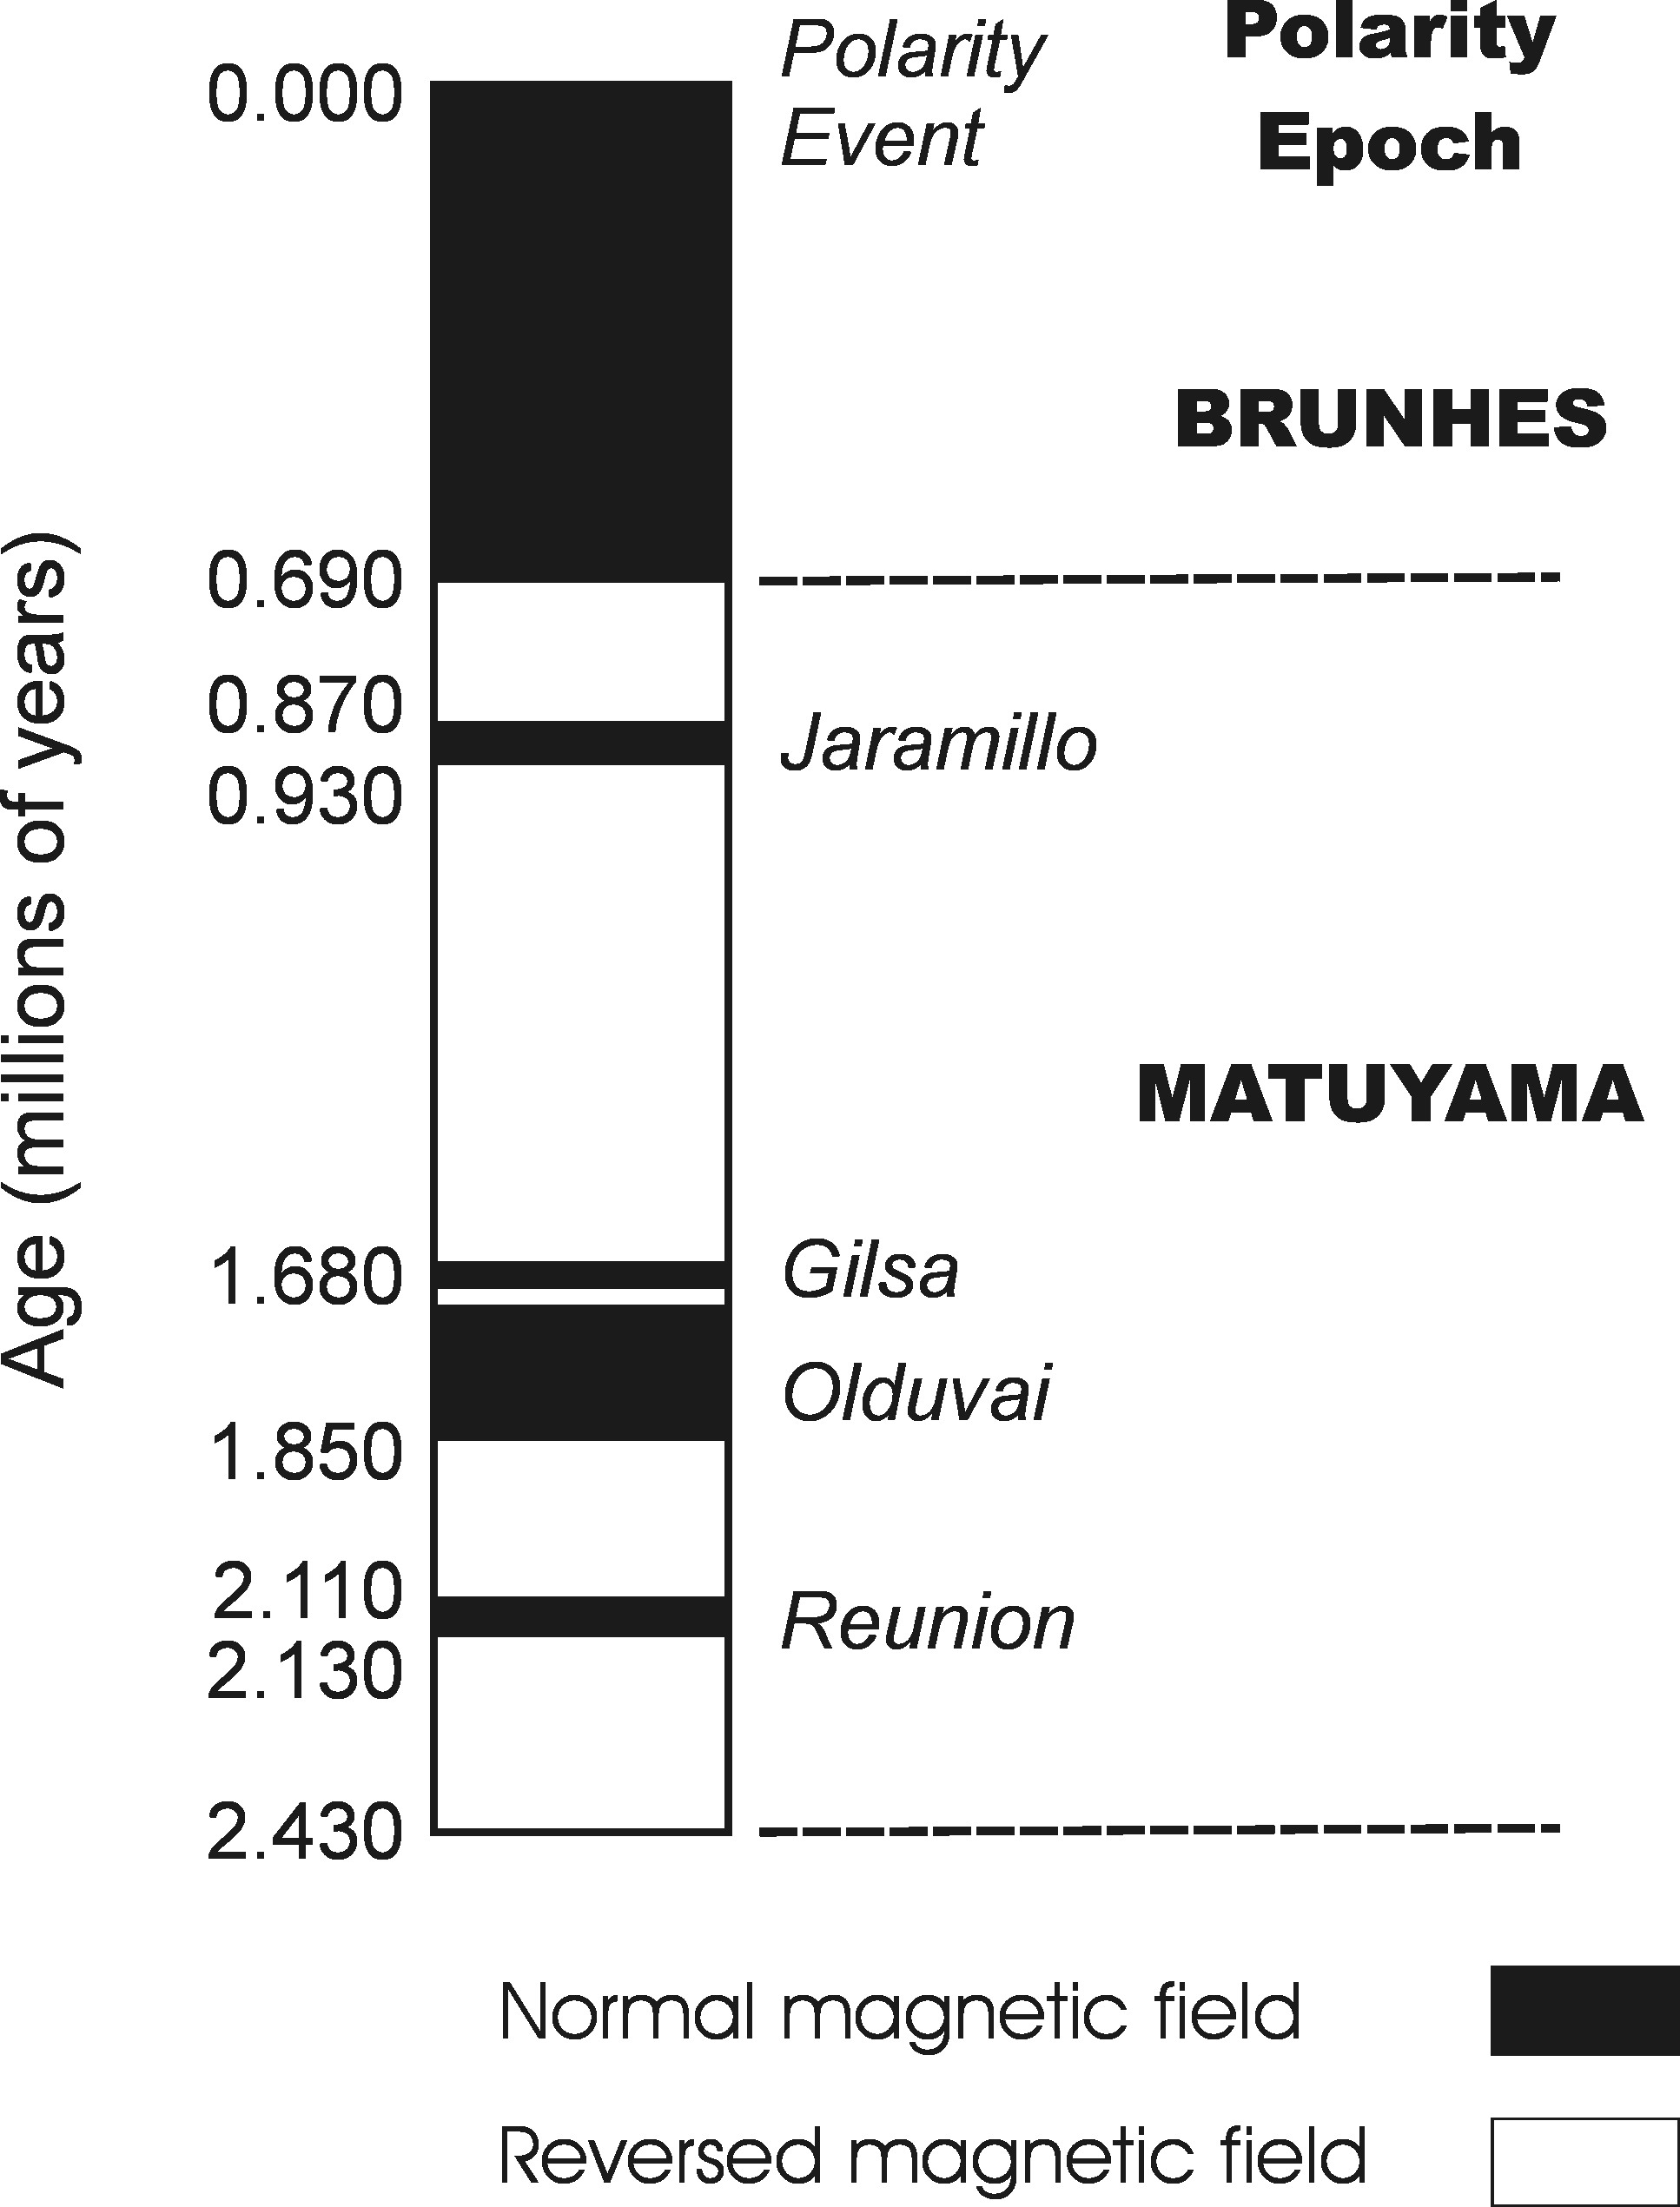 Polarity
Event
Polarity
Epoch
0.000
BRUNHES
0.690
0.870
Jaramillo
0.930
Age (millions of years)
MATUYAMA
1.680
Gilsa
Olduvai
1.850
2.110
Reunion
2.130
2.430
Normal magnetic field
Reversed magnetic field